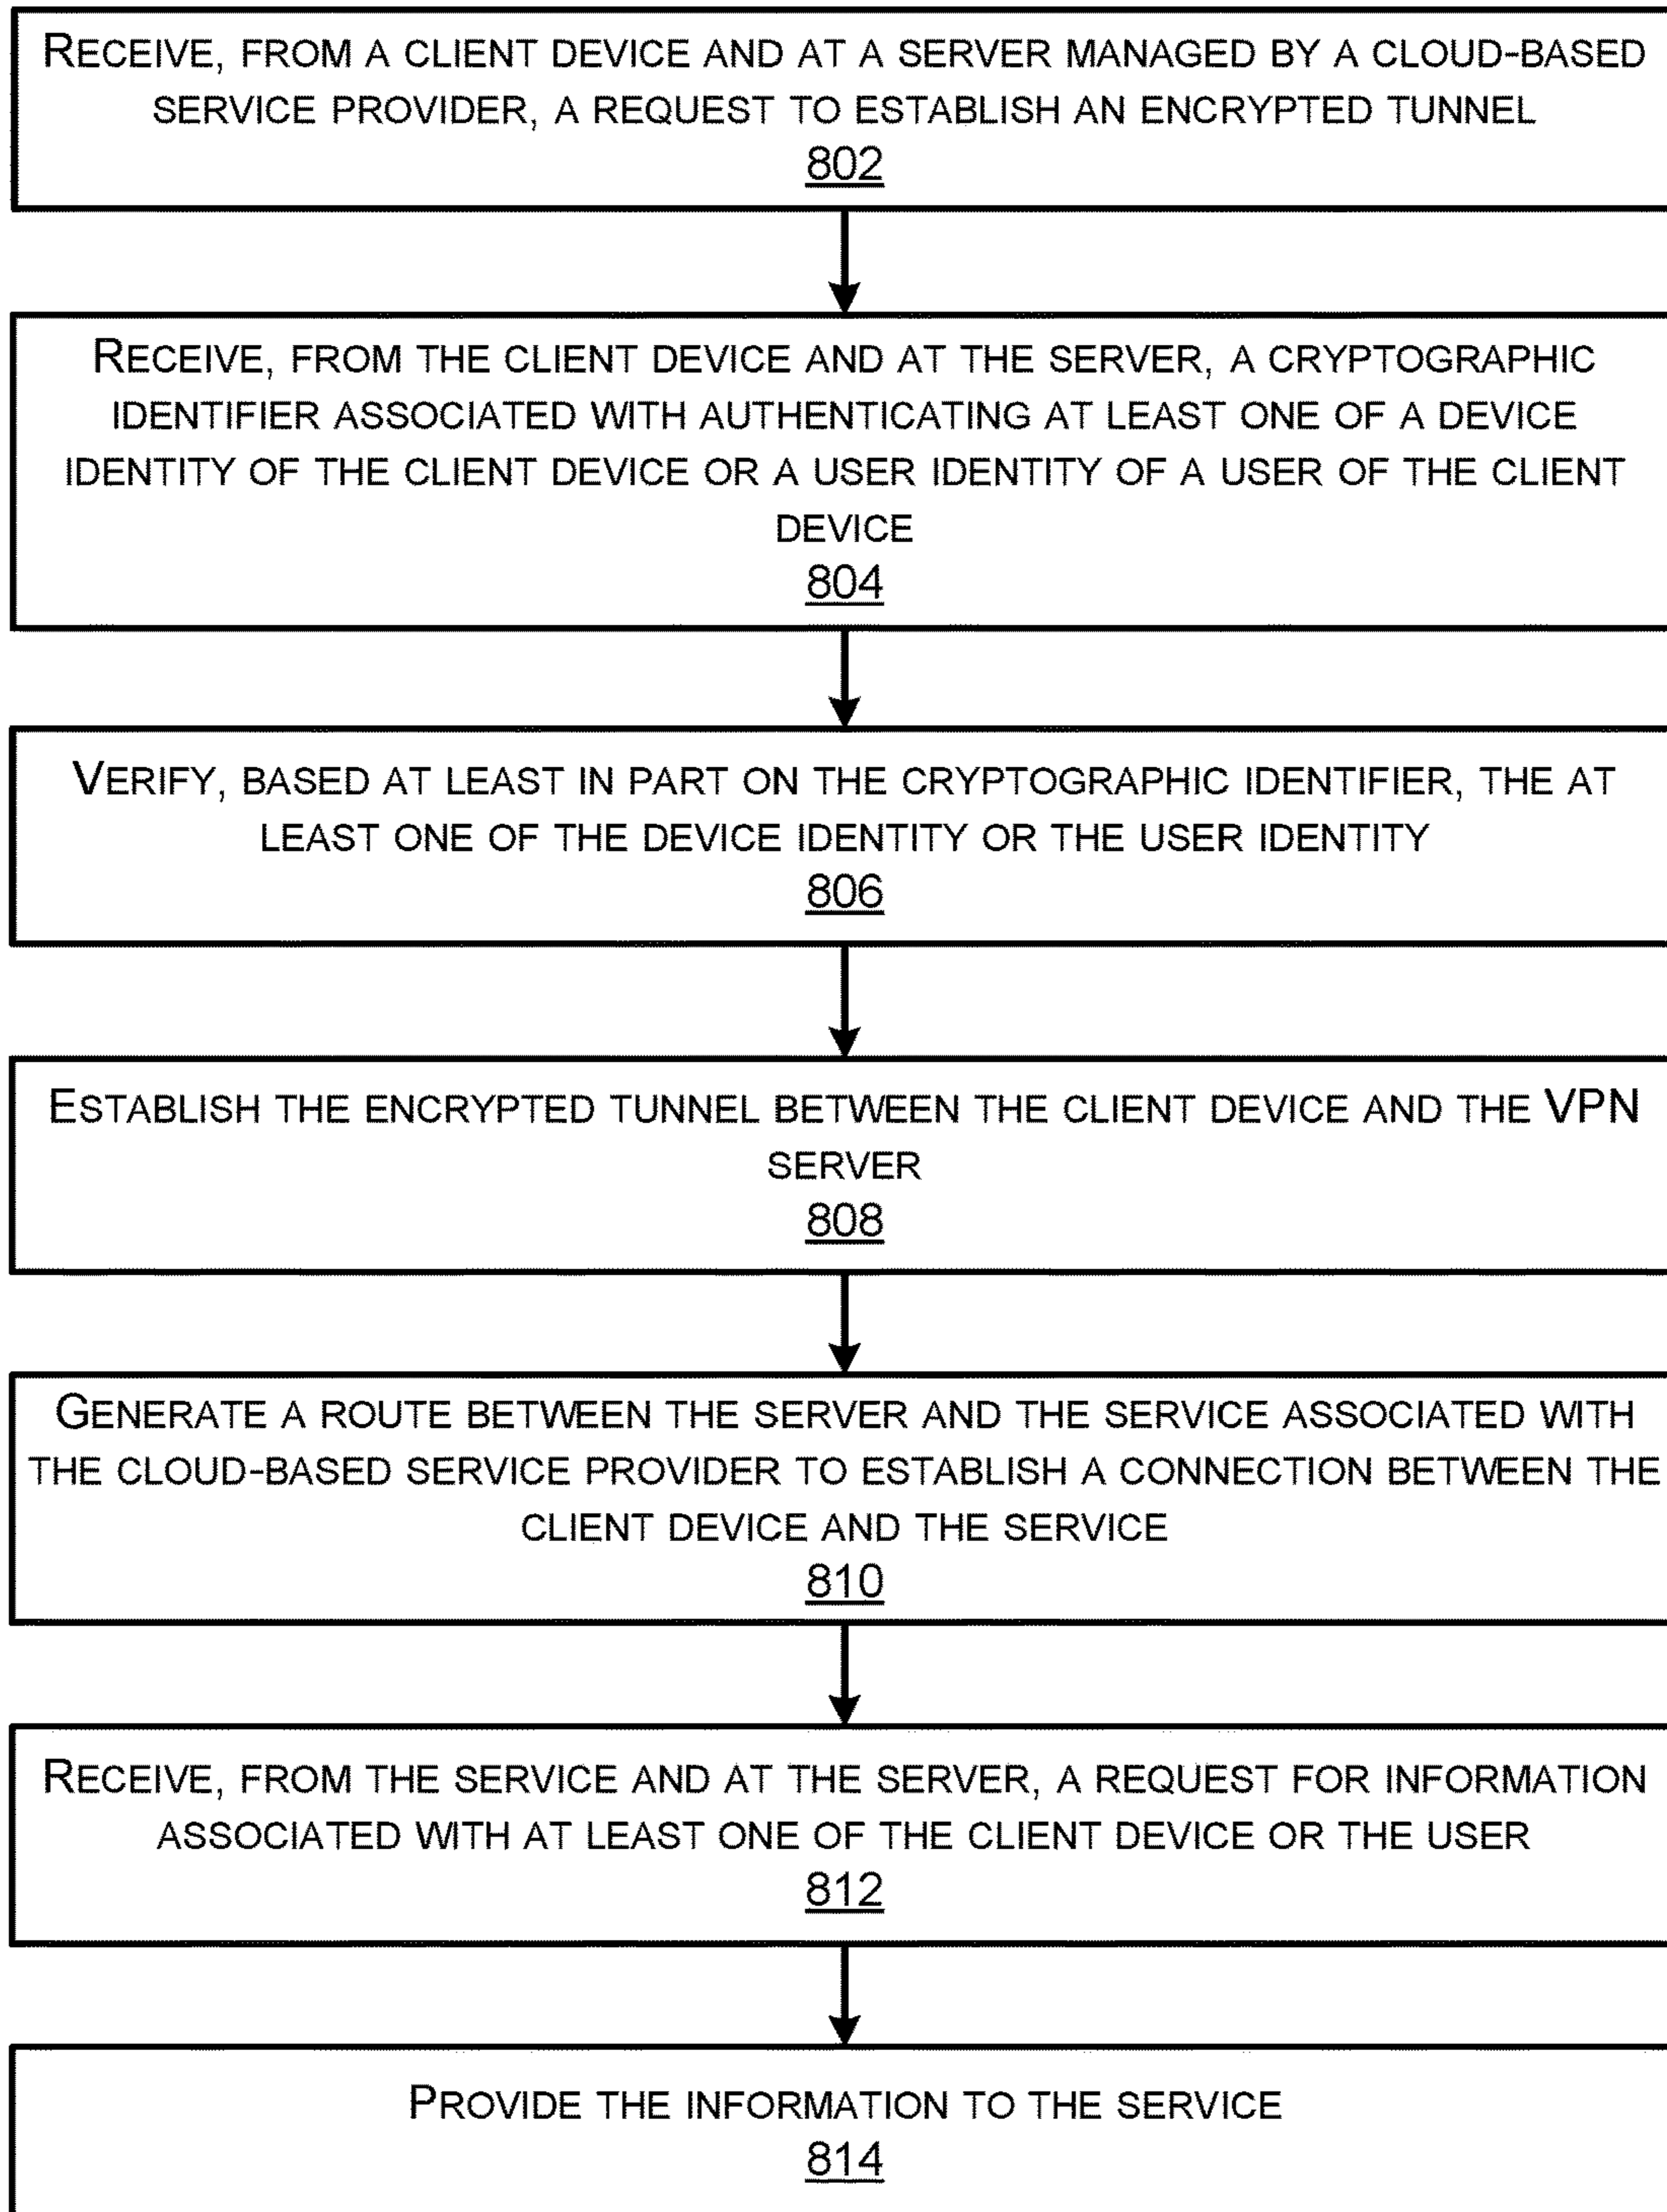 RECEIVE, FROM A CLIENT DEVICE AND AT A SERVER MANAGED BY A CLOUD-BASED
SERVICE PROVIDER, A REQUEST TO ESTABLISH AN ENCRYPTED TUNNEL
802
RECEIVE, FROM THE CLIENT DEVICE AND AT THE SERVER, A CRYPTOGRAPHIC
IDENTIFIER ASSOCIATED WITH AUTHENTICATING AT LEAST ONE OF A DEVICE
IDENTITY OF THE CLIENT DEVICE OR A USER IDENTITY OF A USER OF THE CLIENT
DEVICE
804
VERIFY, BASED AT LEAST IN PART ON THE CRYPTOGRAPHIC IDENTIFIER, THE AT
LEAST ONE OF THE DEVICE IDENTITY OR THE USER IDENTITY
806
ESTABLISH THE ENCRYPTED TUNNEL BETWEEN THE CLIENT DEVICE AND THE VPN
SERVER
808
GENERATE A ROUTE BETWEEN THE SERVER AND THE SERVICE ASSOCIATED WITH
THE CLOUD-BASED SERVICE PROVIDER TO ESTABLISH A CONNECTION BETWEEN THE
CLIENT DEVICE AND THE SERVICE
810
RECEIVE, FROM THE SERVICE AND AT THE SERVER, A REQUEST FOR INFORMATION
ASSOCIATED WITH AT LEAST ONE OF THE CLIENT DEVICE OR THE USER
812
PROVIDE THE INFORMATION TO THE SERVICE
814